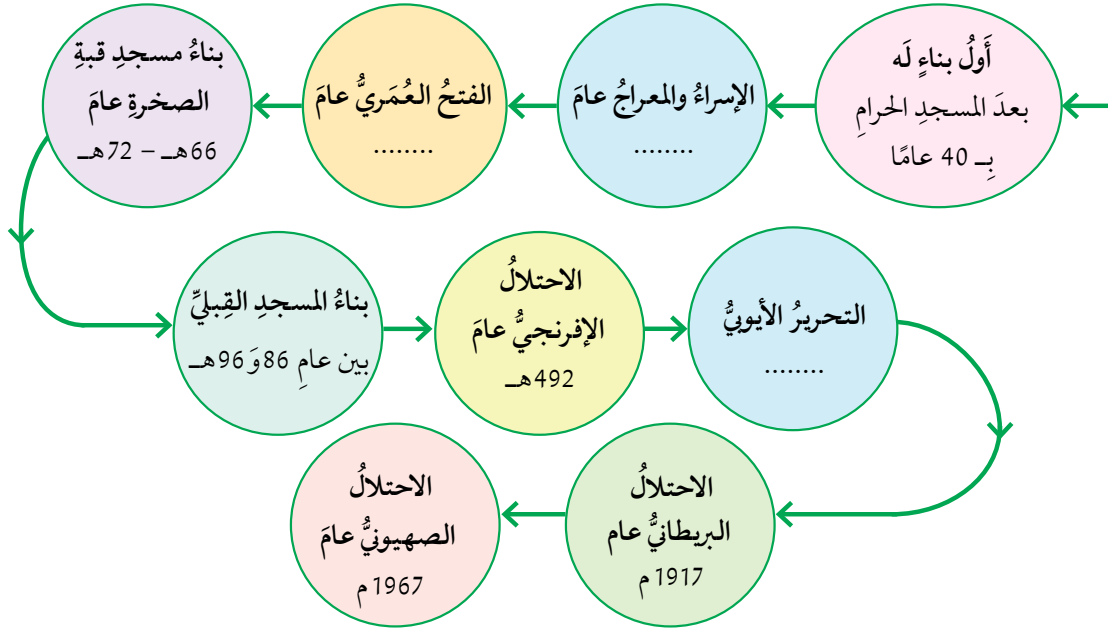 أَولُ بناءٍ لَه
بعدَ المسجدِ الحرامِ
بِـ 40 عامًا
الإسراءُ والمعراجُ عامَ
........
الفتحُ العُمَريُّ عامَ
........
بناءُ مسجدِ قبةِ
الصخرةِ عامَ
66هـ – 72هـ
بناءُ المسجدِ القِبليِّ
بين عامِ 86 وَ 96هـ
الاحتلالُ
الإفرنجيُّ عامَ
492هـ
التحريرُ الأيوبيُّ
........
الاحتلالُ
البريطانيُّ عام
1917 م
الاحتلالُ
الصهيونيُّ عامَ
1967 م